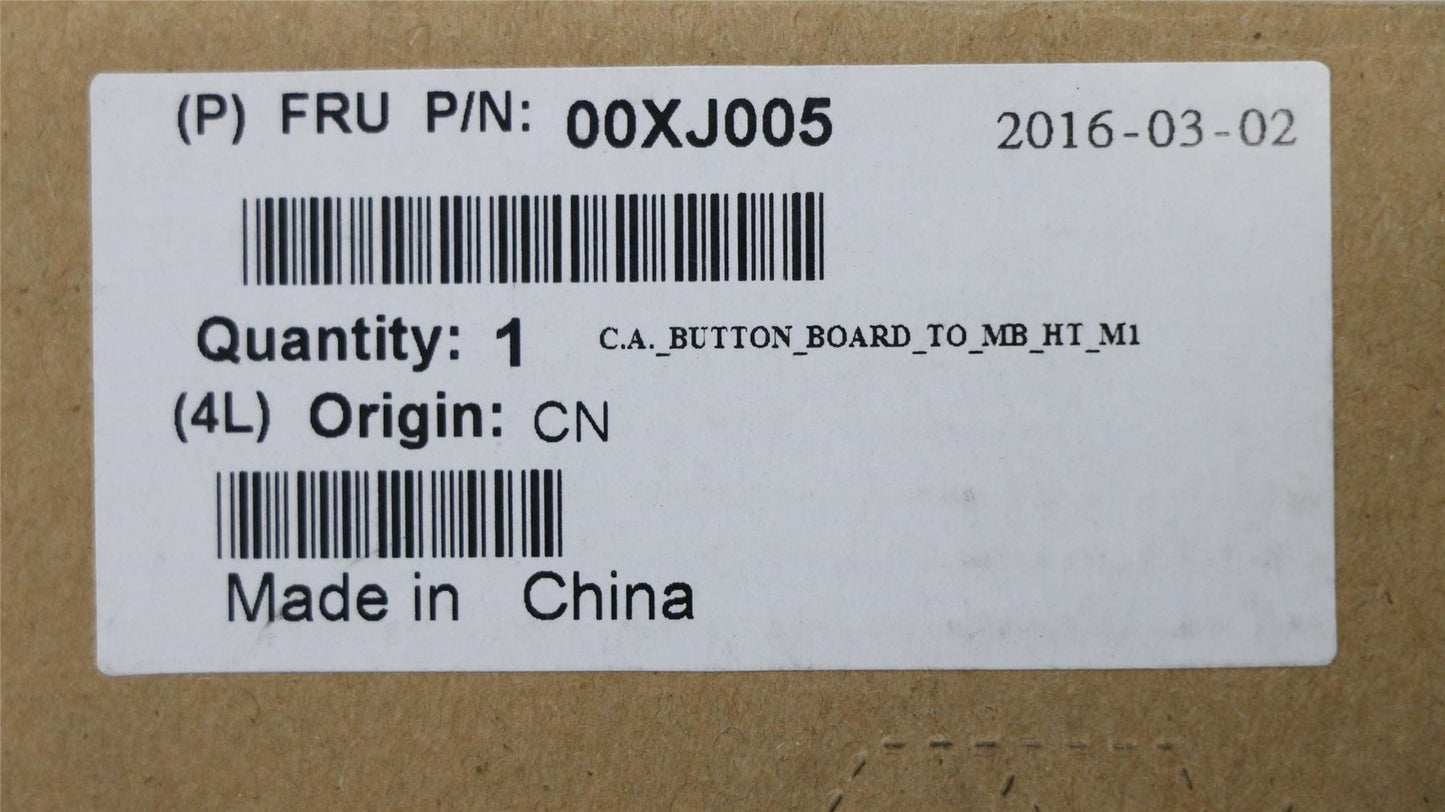 (P) FRU P/N: 00XJ005 2016-03-02
Quantity: 1 C.A._BUTTON_BOARD_TO_MB_HT_M1
(4L) Origin: CN
Made in China